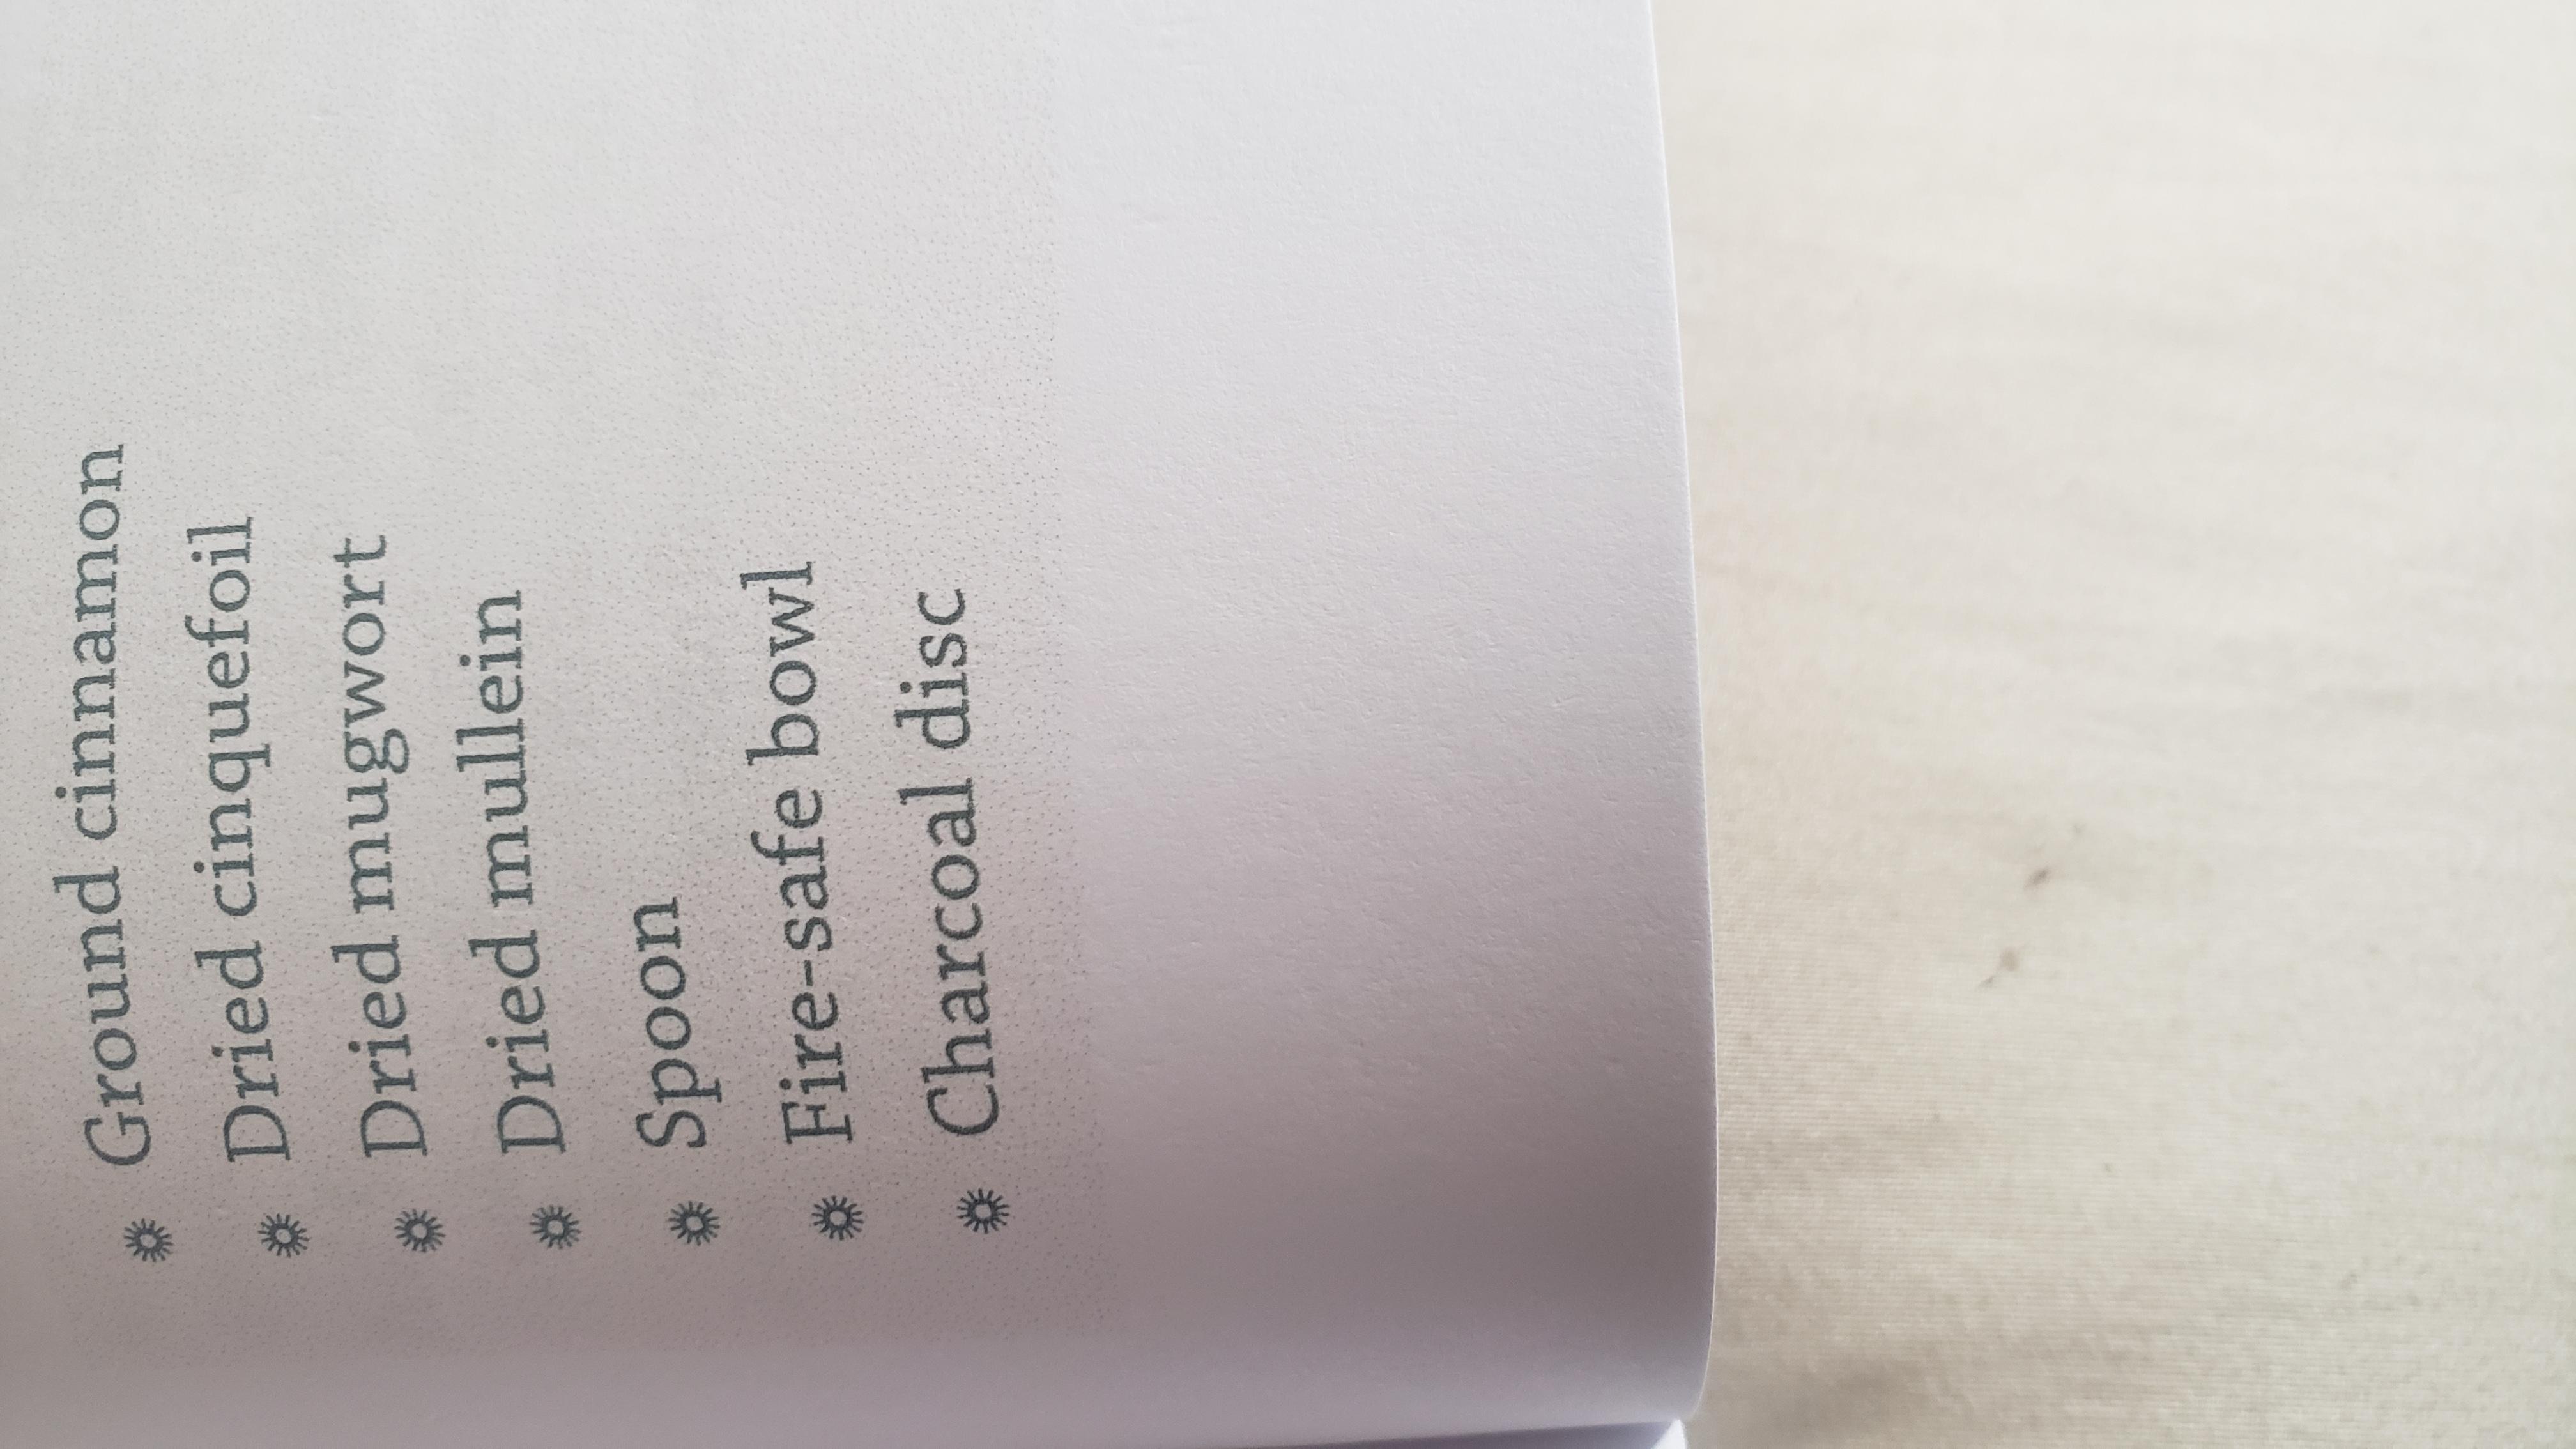 Ground cinnamon
Dried cinquefoil
Dried mugwort
Dried mullein
Spoon
Fire-safe bowl
Charcoal disc